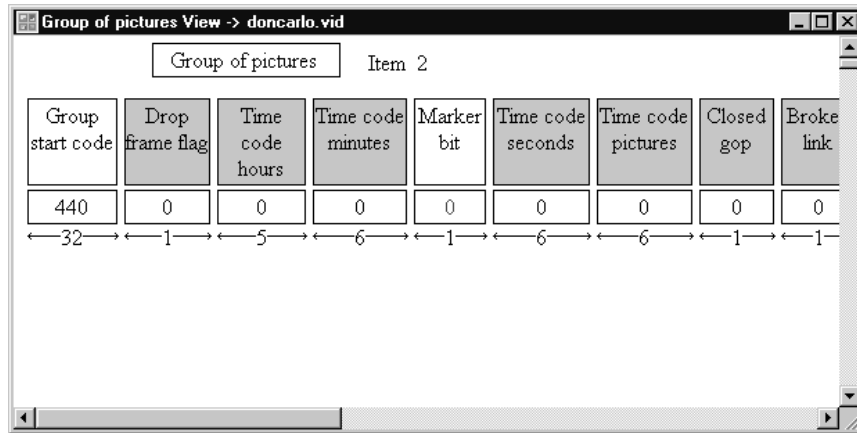 Group of pictures View -> doncarlo.vid
Group of pictures Item 2
Group start code Drop frame flag Time code hours Time code minutes Marker bit Time code seconds Time code pictures Closed gop Broke link
440 0 0 0 0 0 0 0 0
32 1 5 6 1 6 6 1 1